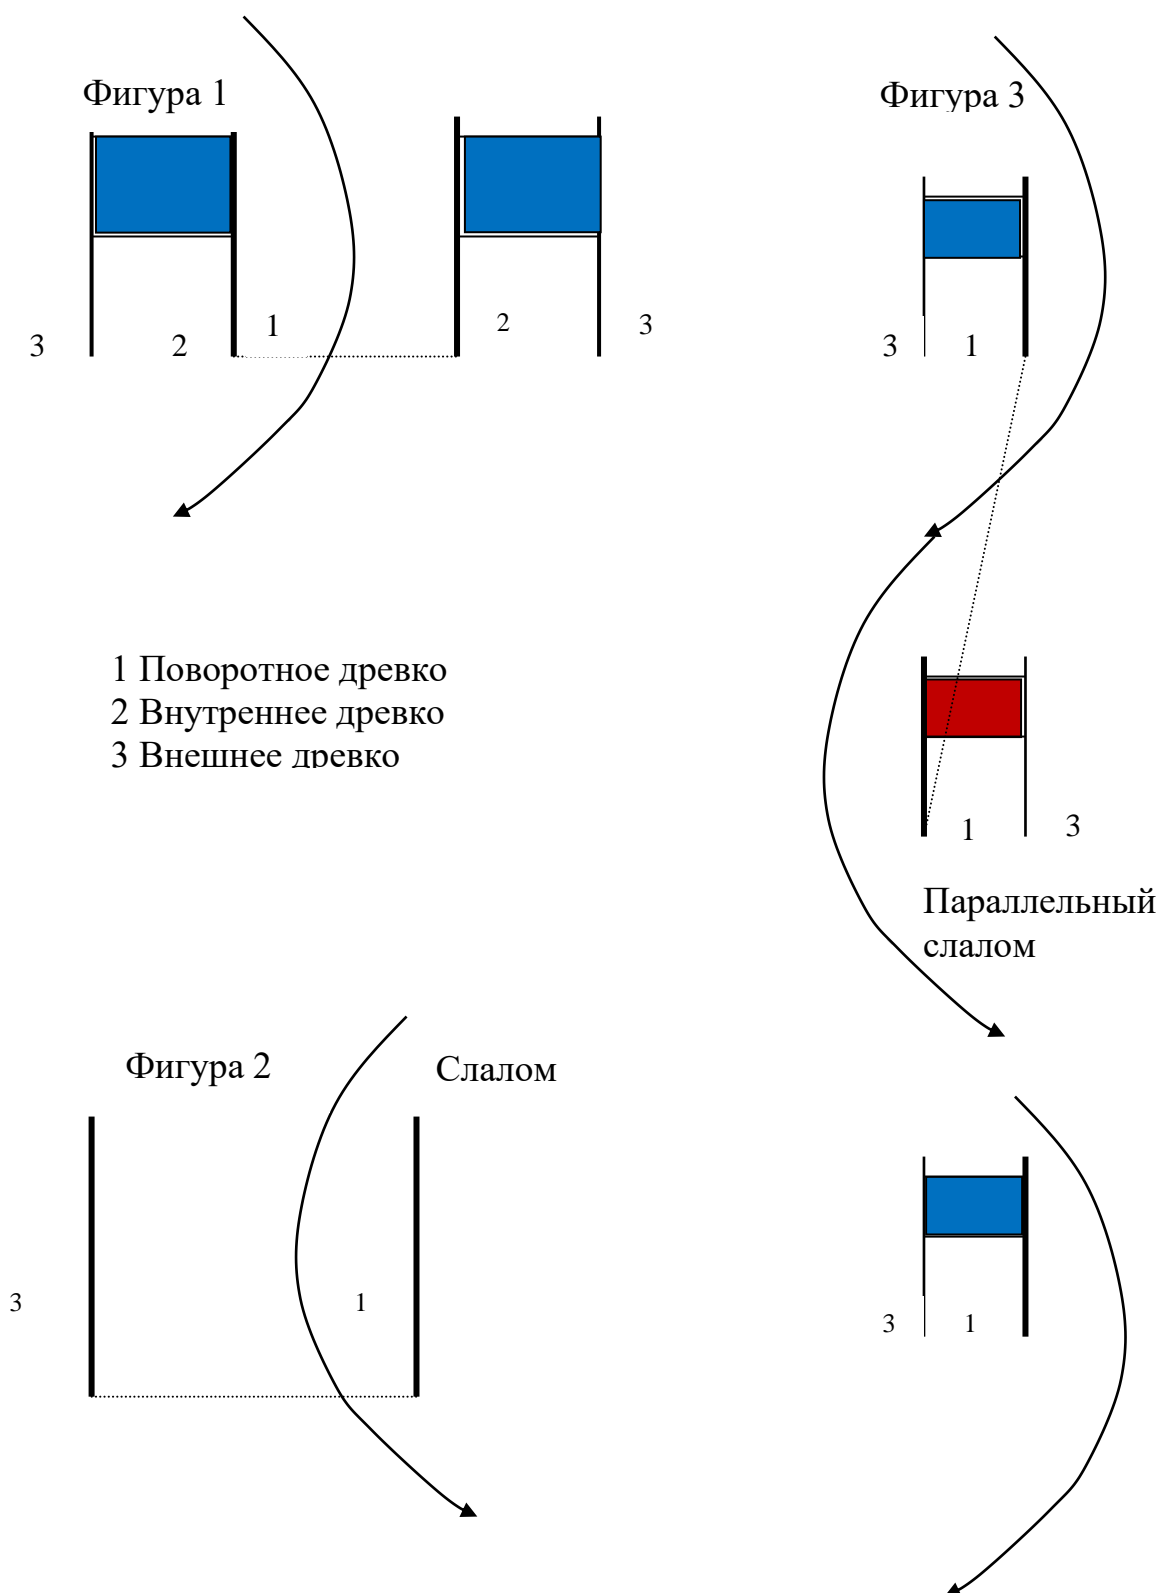 Фигура 1
3
2
1
2
3
1 Поворотное древко
2 Внутреннее древко
3 Внешнее древко
Фигура 2
Слалом
3
1
Фигура 3
3
1
1
3
Параллельный
слалом
3
1